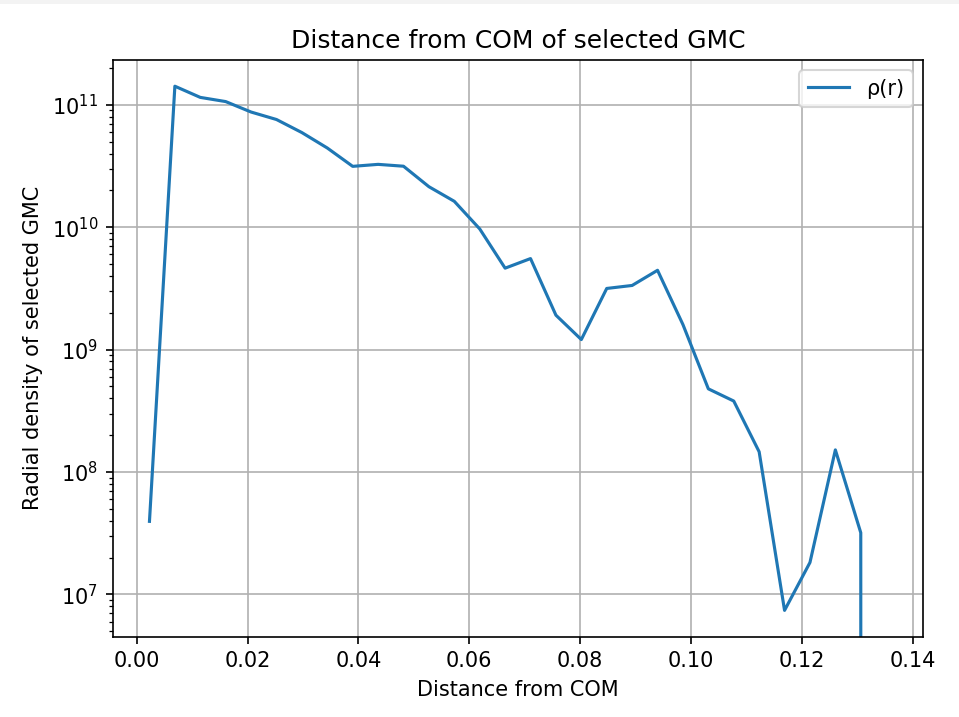 Distance from COM of selected GMC
ρ(r)
Radial density of selected GMC
10¹¹
10¹⁰
10⁹
10⁸
10⁷
0.00 0.02 0.04 0.06 0.08 0.10 0.12 0.14
Distance from COM